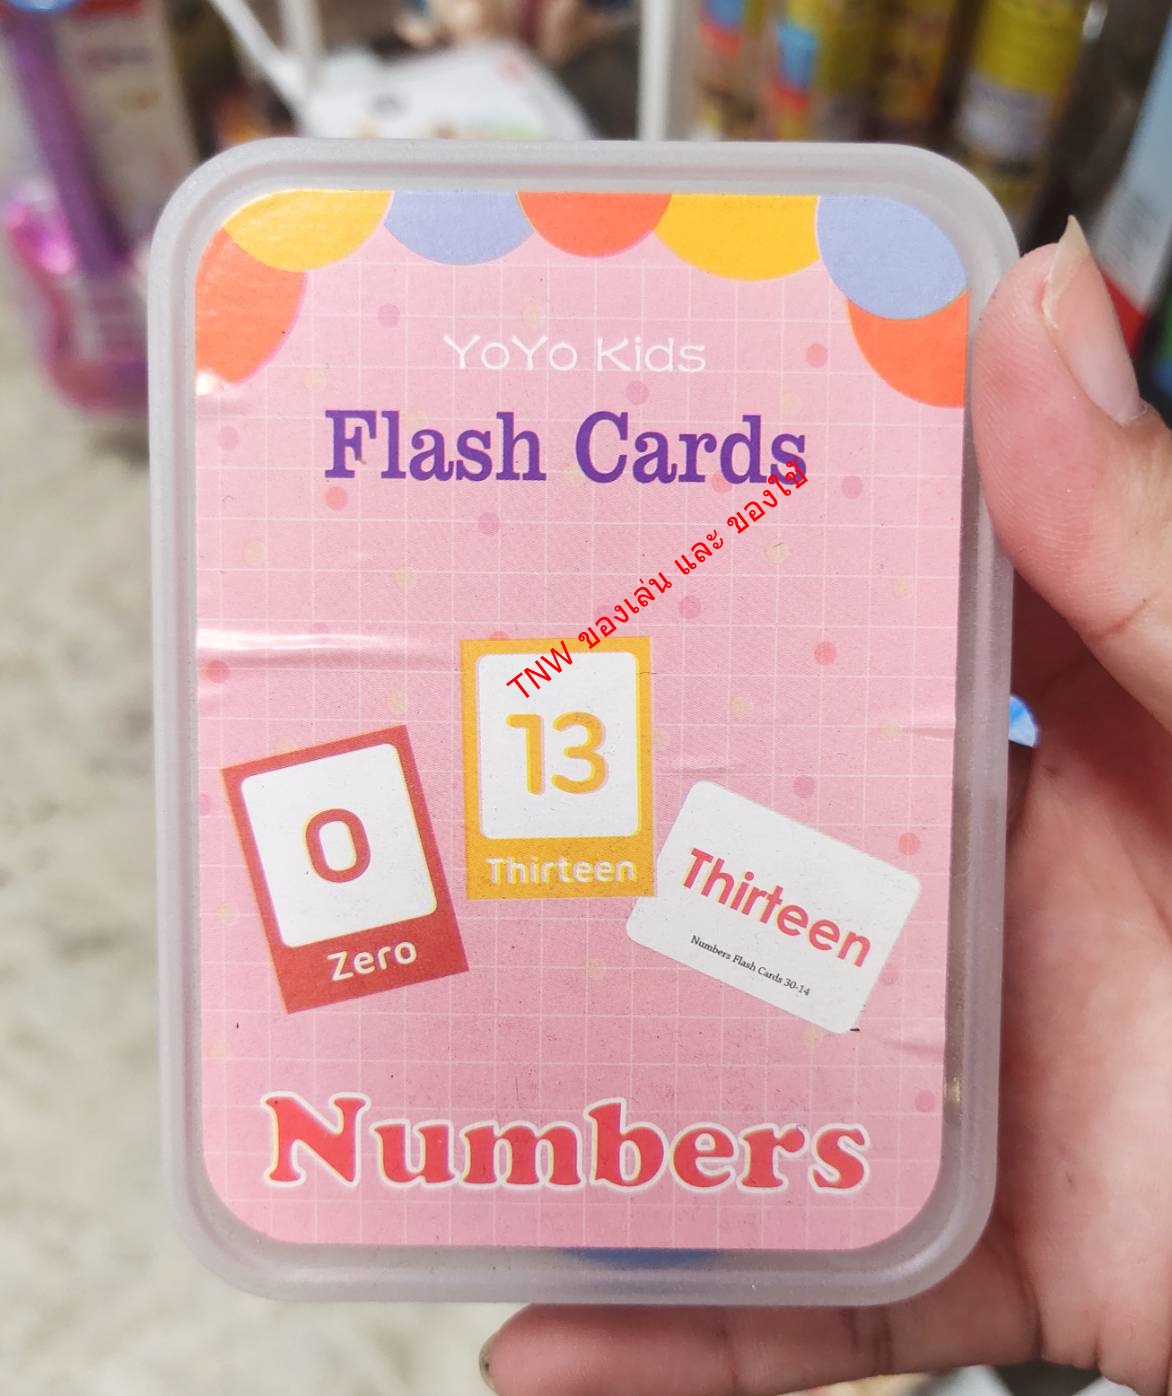 YoYo Kids
Flash Cards
TNW ของเล่น และ ของใช้
13
Thirteen
0
Zero
Thirteen
Numbers Flash Cards 30-14
Numbers